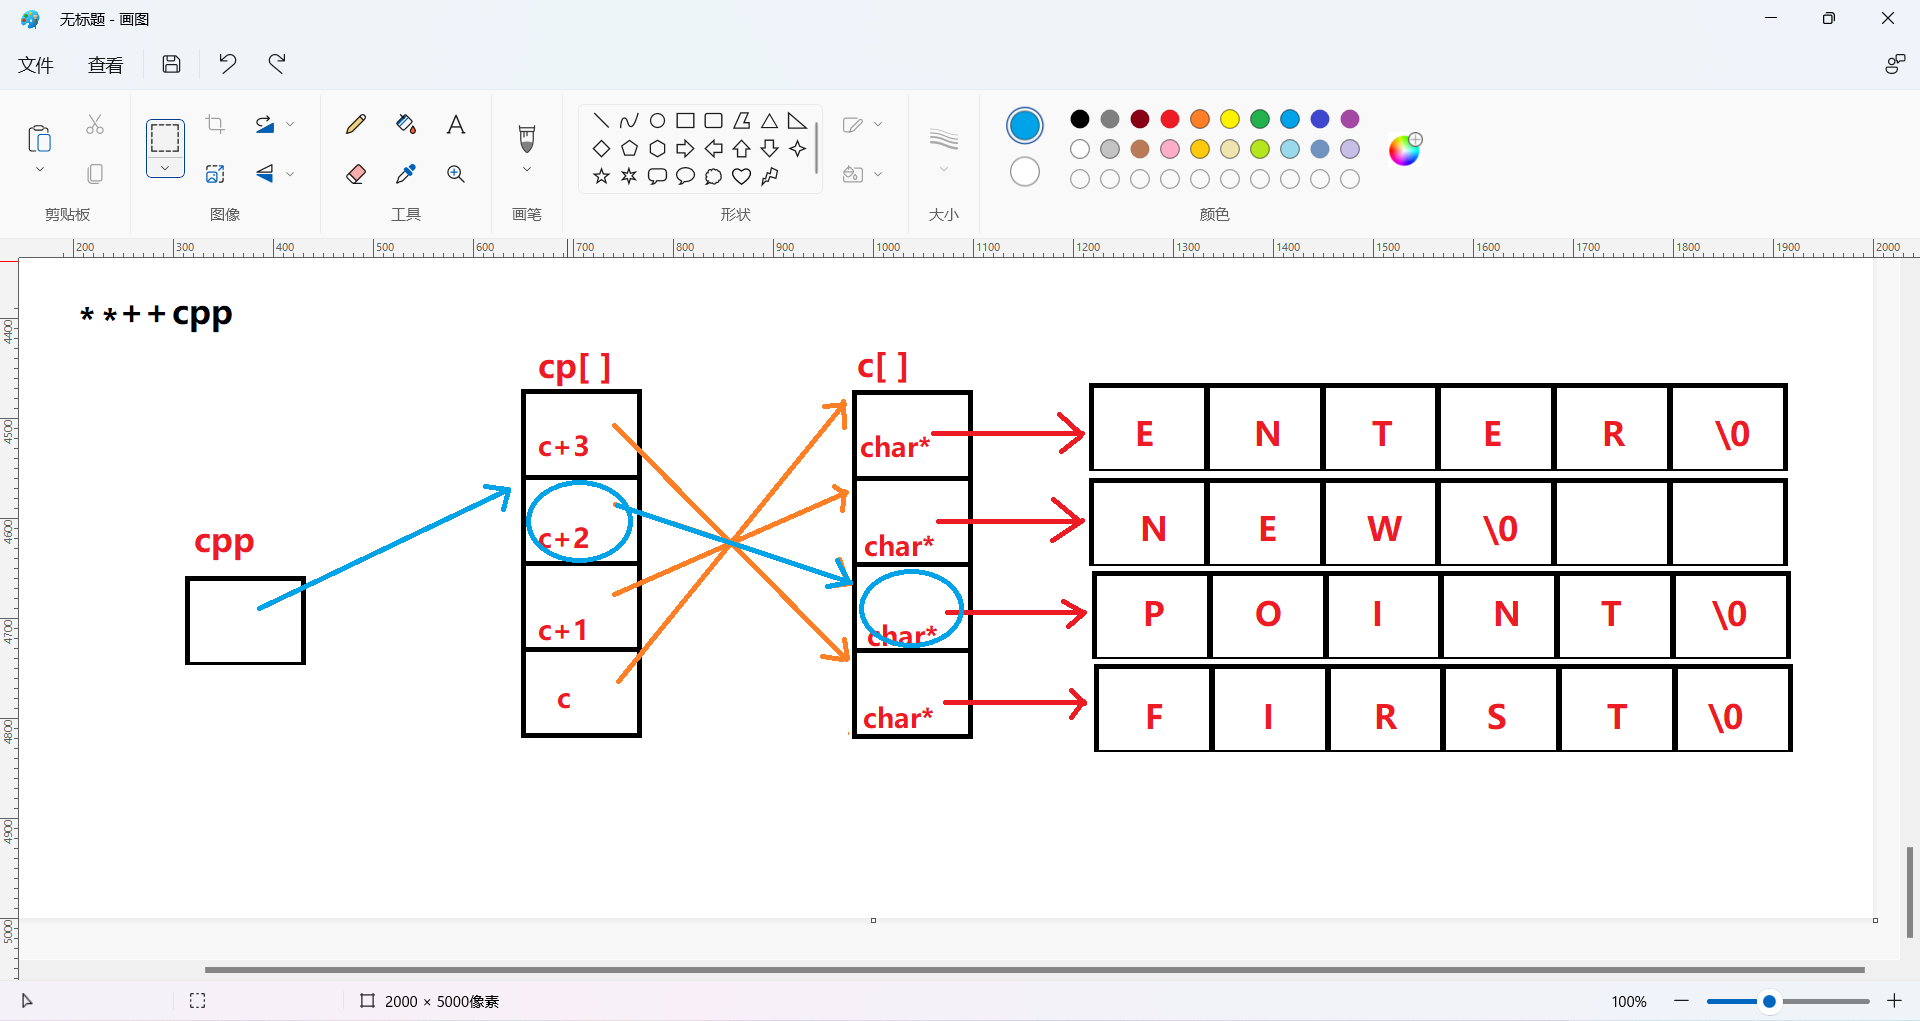 无标题 - 画图
文件 查看
剪贴板 图像 工具 画笔 形状 大小 颜色
200 300 400 500 600 700 800 900 1000 1100 1200 1300 1400 1500 1600 1700 1800 1900 2000
4400
4500
4600
4700
4800
4900
5000
**++cpp
cp[ ] c[ ]
cpp
c+3
c+2
c+1
c
char*
char*
char*
char*
E N T E R \0
N E W \0
P O I N T \0
F I R S T \0
2000 × 5000像素 100%